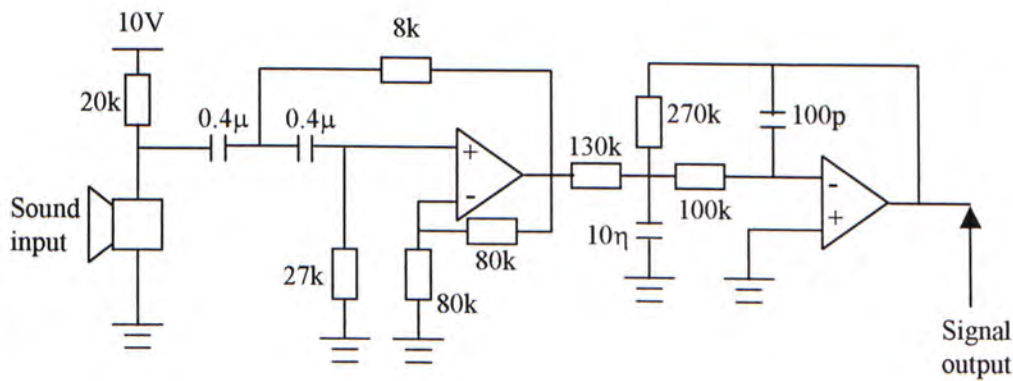 10V
20k
0.4μ
0.4μ
8k
Sound
input
27k
+
-
80k
80k
130k
270k
100p
100k
10η
-
+
Signal
output